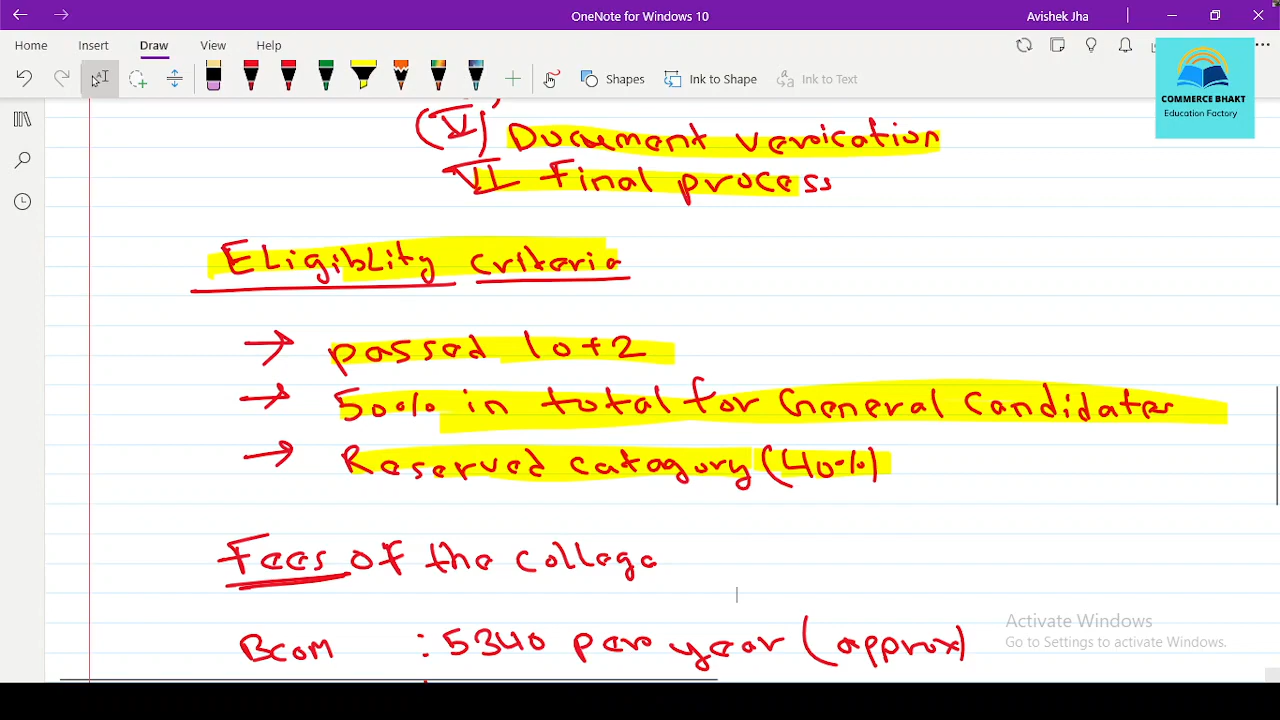 OneNote for Windows 10
Avishek Jha
Home Insert Draw View Help
Shapes
Ink to Shape
Ink to Text
COMMERCE BHAKT
Education Factory
(V) Document verication
VI Final process
Eligiblity criteria
→ passed 10+2
→ 50% in total for General Candidates
→ Reserved catagory (40%)
Fees of the college
Bcom : 5340 per year (approx)
Activate Windows
Go to Settings to activate Windows.